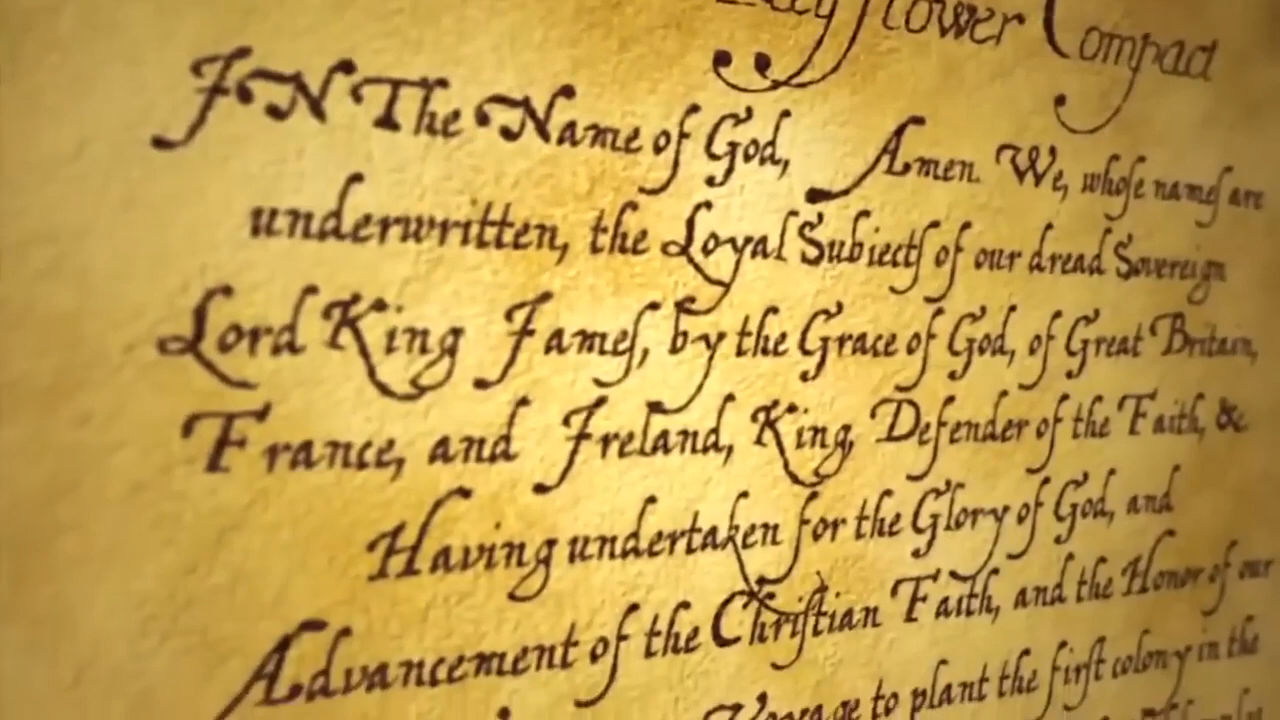 flower Compact
IN The Name of God, Amen. We, whoſe nameſ are
underwritten, the Loyal Subiectſ of our dread Sovereign
Lord King Jameſ, by the Grace of God, of Great Britain,
France, and Ireland, King, Defender of the Faith, &
Having undertaken for the Glory of God, and
Advancement of the Chriſtian Faith, and the Honor of our
Voyage to plant the firſt colony in the